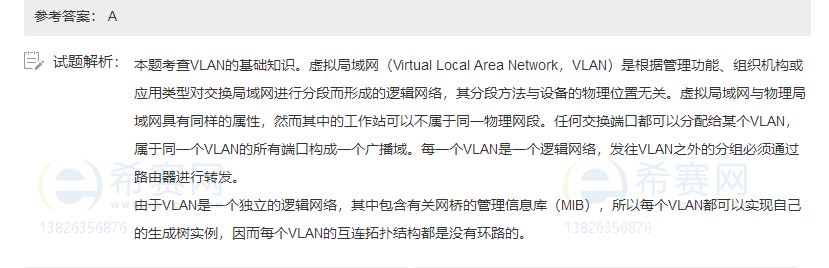 参考答案： A
试题解析：
本题考查VLAN的基础知识。虚拟局域网（Virtual Local Area Network，VLAN）是根据管理功能、组织机构或
应用类型对交换局域网进行分段而形成的逻辑网络，其分段方法与设备的物理位置无关。虚拟局域网与物理局
域网具有同样的属性，然而其中的工作站可以不属于同一物理网段。任何交换端口都可以分配给某个VLAN，
属于同一个VLAN的所有端口构成一个广播域。每一个VLAN是一个逻辑网络，发往VLAN之外的分组必须通过
路由器进行转发。
由于VLAN是一个独立的逻辑网络，其中包含有关网桥的管理信息库（MIB），所以每个VLAN都可以实现自己
的生成树实例，因而每个VLAN的互连拓扑结构都是没有环路的。
希赛网
13826356876
希赛网
13826356876